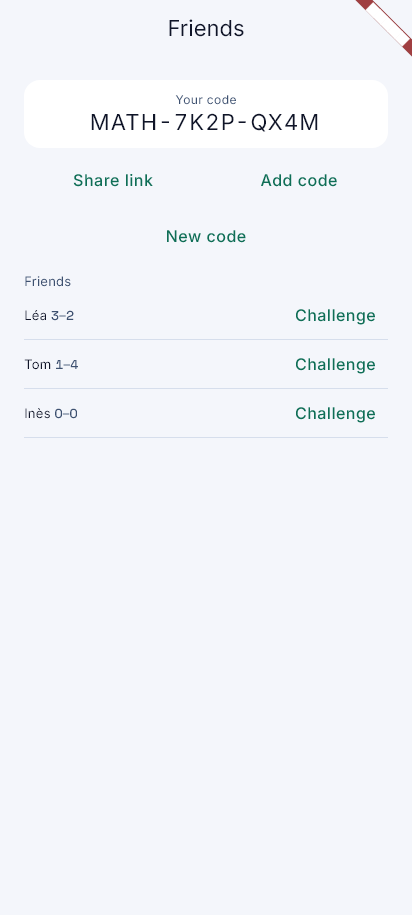 Friends
Your code
MATH-7K2P-QX4M
Share link Add code
New code
Friends
Léa 3–2 Challenge
Tom 1–4 Challenge
Inès 0–0 Challenge